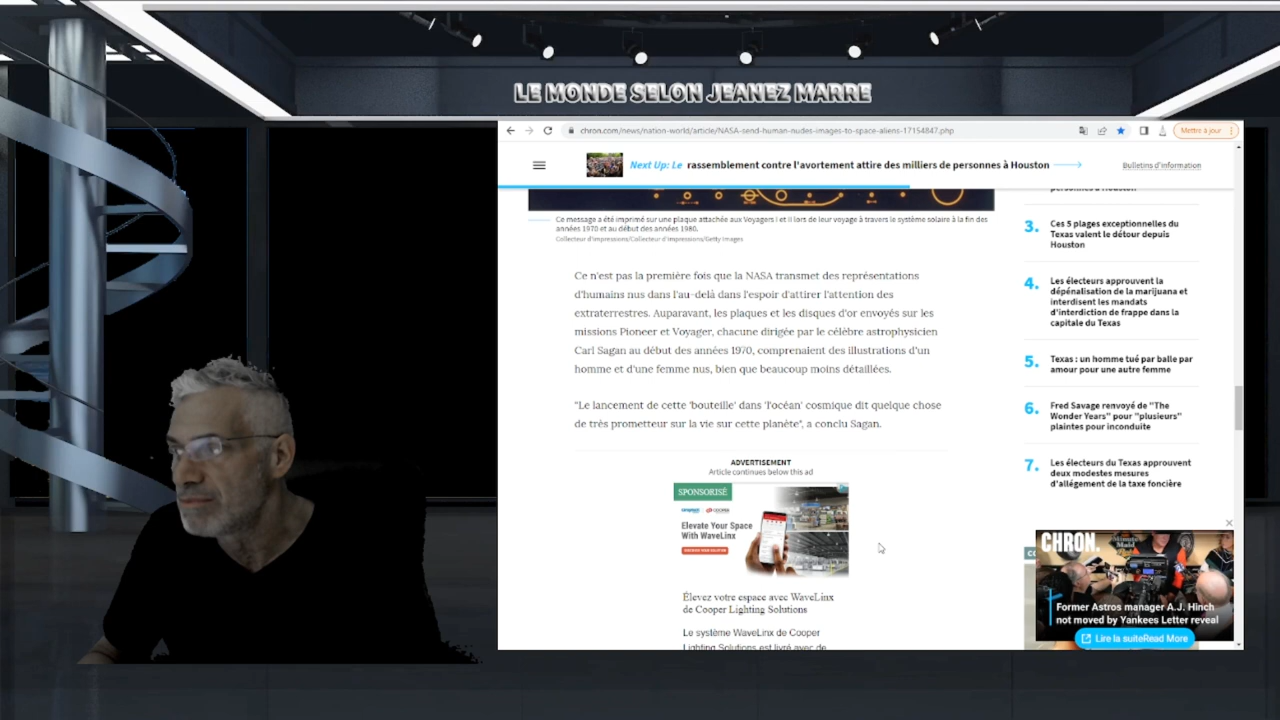 LE MONDE SELON JEANEZ MARRE
chron.com/news/nation-world/article/NASA-send-human-nudes-images-to-space-aliens-17154847.php
Mettre à jour
Next Up: Le rassemblement contre l'avortement attire des milliers de personnes à Houston
Bulletins d'information
Ce message a été imprimé sur une plaque attachée aux Voyagers I et II lors de leur voyage à travers le système solaire à la fin des
années 1970 et au début des années 1980.
Collecteur d'impressions/Collecteur d'impressions/Getty Images
Ce n'est pas la première fois que la NASA transmet des représentations
d'humains nus dans l'au-delà dans l'espoir d'attirer l'attention des
extraterrestres. Auparavant, les plaques et les disques d'or envoyés sur les
missions Pioneer et Voyager, chacune dirigée par le célèbre astrophysicien
Carl Sagan au début des années 1970, comprenaient des illustrations d'un
homme et d'une femme nus, bien que beaucoup moins détaillées.
"Le lancement de cette 'bouteille' dans 'l'océan' cosmique dit quelque chose
de très prometteur sur la vie sur cette planète", a conclu Sagan.
ADVERTISEMENT
Article continues below this ad
SPONSORISÉ
COOPER
Elevate Your Space
With WaveLinx
Élevez votre espace avec WaveLinx
de Cooper Lighting Solutions
Le système WaveLinx de Cooper
Lighting Solutions est livré avec de
personnes à Houston
3. Ces 5 plages exceptionnelles du
Texas valent le détour depuis
Houston
4. Les électeurs approuvent la
dépénalisation de la marijuana et
interdisent les mandats
d'interdiction de frappe dans la
capitale du Texas
5. Texas : un homme tué par balle par
amour pour une autre femme
6. Fred Savage renvoyé de "The
Wonder Years" pour "plusieurs"
plaintes pour inconduite
7. Les électeurs du Texas approuvent
deux modestes mesures
d'allégement de la taxe foncière
CHRON.
Minute
Maid
Former Astros manager A.J. Hinch
not moved by Yankees Letter reveal
Lire la suiteRead More